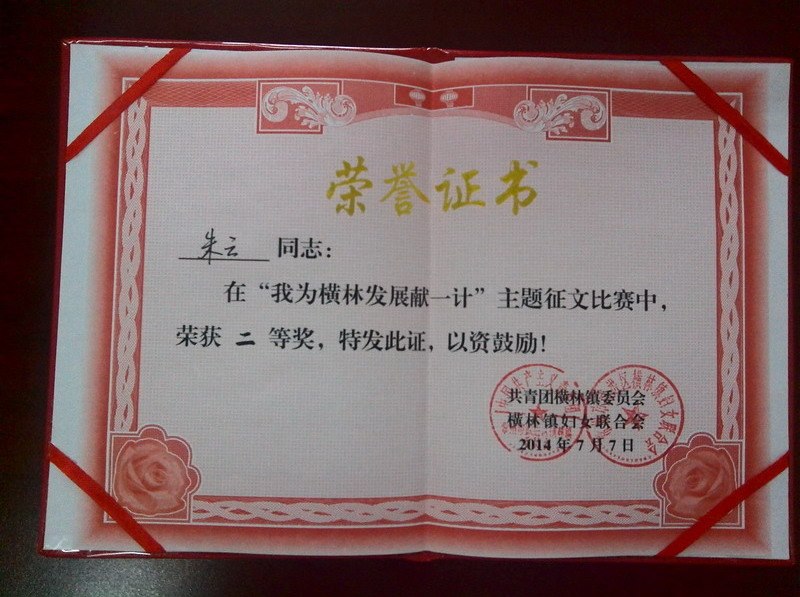 荣誉证书
朱云 同志：
在“我为横林发展献一计”主题征文比赛中，
荣获 二 等奖，特发此证，以资鼓励！
共青团横林镇委员会
横林镇妇女联合会
2014年7月7日